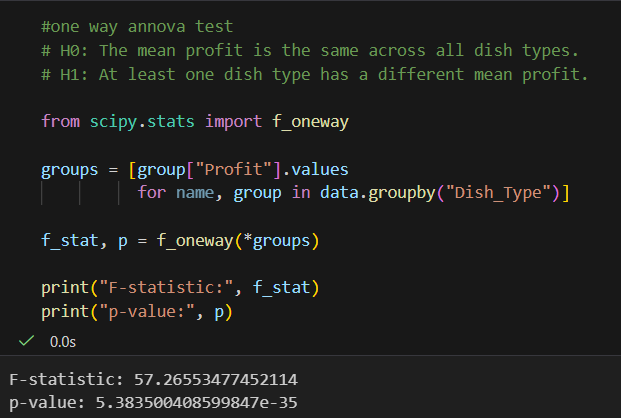 #one way annova test
# H0: The mean profit is the same across all dish types.
# H1: At least one dish type has a different mean profit.
from scipy.stats import f_oneway
groups = [group["Profit"].values
for name, group in data.groupby("Dish_Type")]
f_stat, p = f_oneway(*groups)
print("F-statistic:", f_stat)
print("p-value:", p)
0.0s
F-statistic: 57.26553477452114
p-value: 5.383500408599847e-35